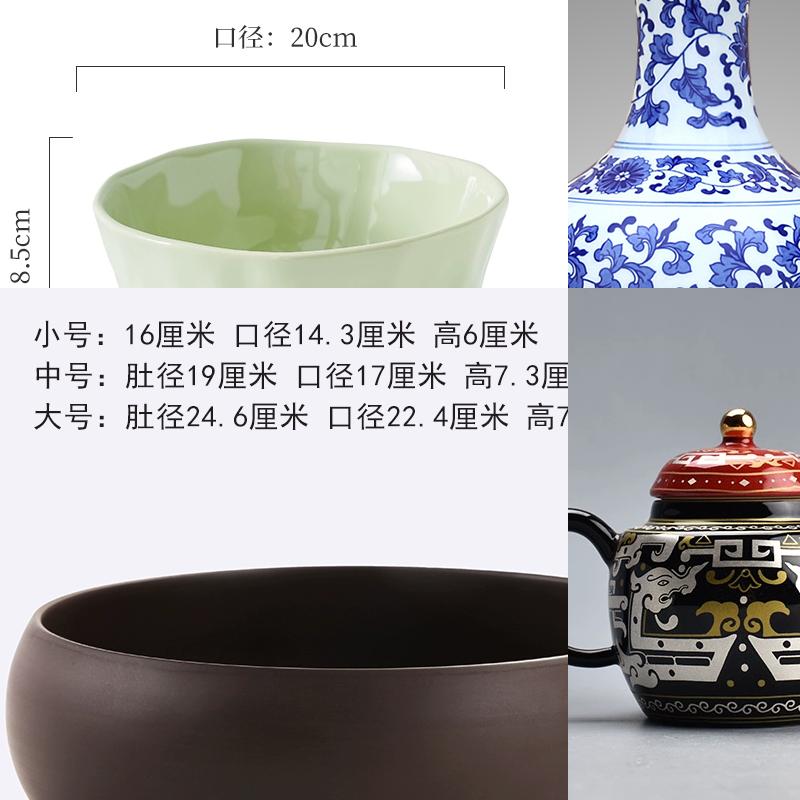 口径：20cm
8.5cm
小号：16厘米 口径14.3厘米 高6厘米
中号：肚径19厘米 口径17厘米 高7.3厘
大号：肚径24.6厘米 口径22.4厘米 高7